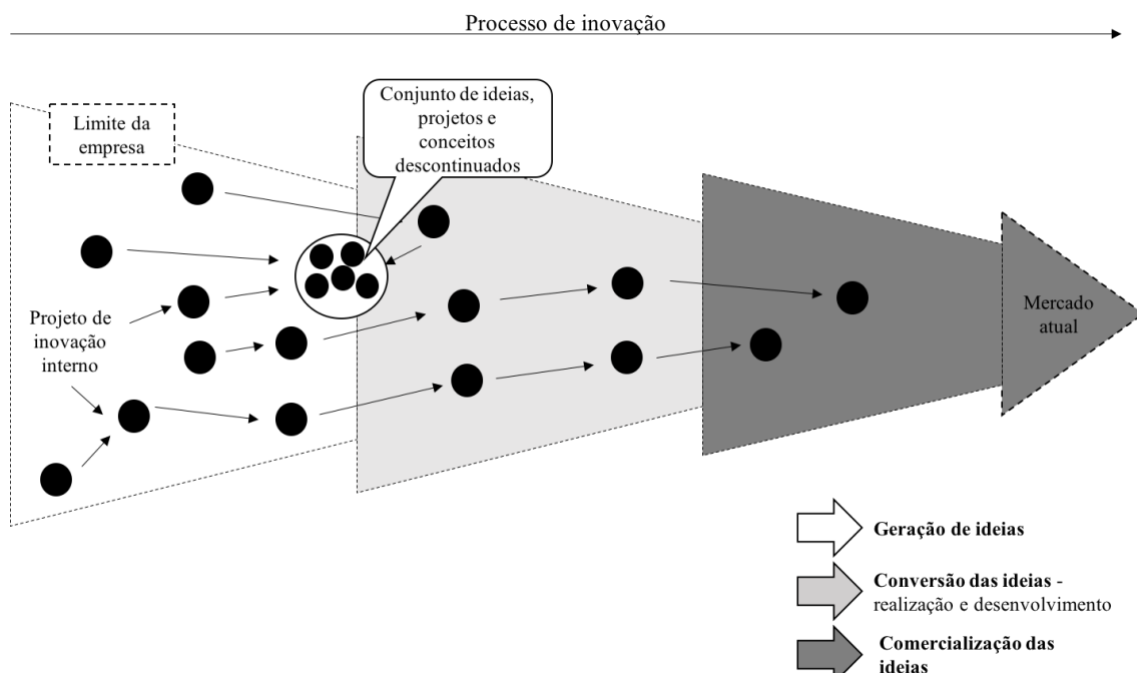 Processo de inovação
Limite da
empresa
Conjunto de ideias,
projetos e
conceitos
descontinuados
Projeto de
inovação
interno
Mercado
atual
Geração de ideias
Conversão das ideias -
realização e desenvolvimento
Comercialização das
ideias